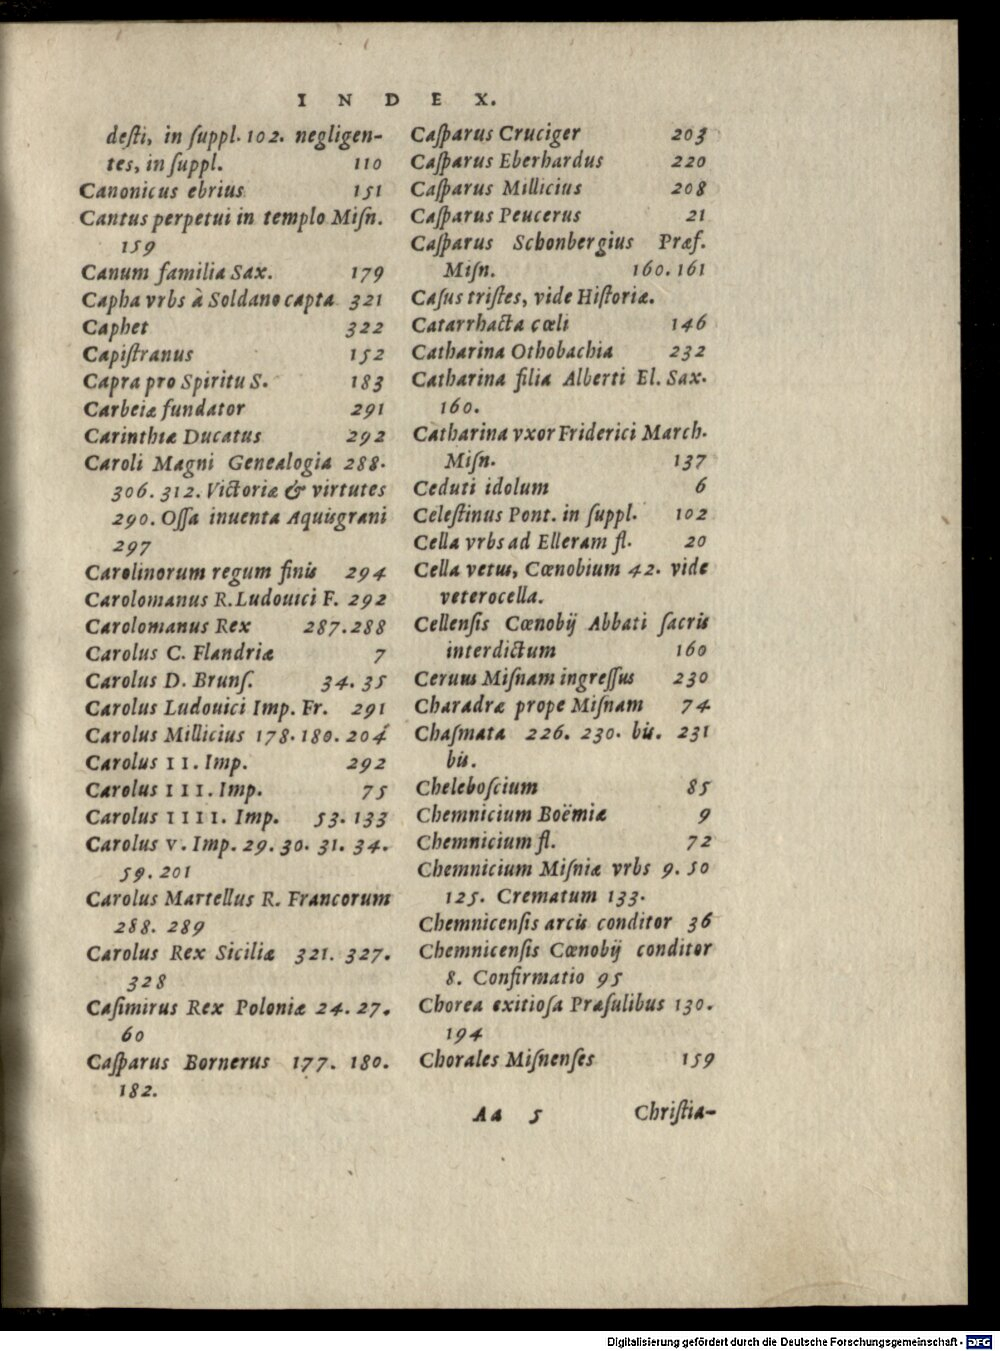 INDEX.
deſti, in ſuppl. 102. negligen-
tes, in ſuppl. 110
Canonicus ebrius 151
Cantus perpetui in templo Miſn.
159
Canum familia Sax. 179
Capha vrbs à Soldano capta 321
Caphet 322
Capiſtranus 152
Capra pro Spiritu S. 183
Carbeiæ fundator 291
Carinthiæ Ducatus 292
Caroli Magni Genealogia 288.
306. 312. Victoriæ & virtutes
290. Oſſa inuenta Aquisgrani
297
Carolinorum regum finis 294
Carolomanus R. Ludouici F. 292
Carolomanus Rex 287.288
Carolus C. Flandriæ 7
Carolus D. Brunſ. 34. 35
Carolus Ludouici Imp. Fr. 291
Carolus Millicius 178. 180. 204
Carolus II. Imp. 292
Carolus III. Imp. 75
Carolus IIII. Imp. 53. 133
Carolus V. Imp. 29. 30. 31. 34.
59. 201
Carolus Martellus R. Francorum
288. 289
Carolus Rex Siciliæ 321. 327.
328
Caſimirus Rex Poloniæ 24. 27.
60
Caſparus Bornerus 177. 180.
182.
Caſparus Cruciger 203
Caſparus Eberhardus 220
Caſparus Millicius 208
Caſparus Peucerus 21
Caſparus Schonbergius Præf.
Miſn. 160. 161
Caſus triſtes, vide Hiſtoriæ.
Catarrhacta cœli 146
Catharina Othobachia 232
Catharina filia Alberti El. Sax.
160.
Catharina vxor Friderici March.
Miſn. 137
Ceduti idolum 6
Celeſtinus Pont. in ſuppl. 102
Cella vrbs ad Elleram fl. 20
Cella vetus, Cœnobium 42. vide
veterocella.
Cellenſis Cœnobij Abbati ſacris
interdictum 160
Ceruus Miſnam ingreſſus 230
Charadræ prope Miſnam 74
Chaſmata 226. 230. bis. 231
bis.
Cheleboſcium 85
Chemnicium Boëmiæ 9
Chemnicium fl. 72
Chemnicium Miſniæ vrbs 9. 50
125. Crematum 133.
Chemnicenſis arcis conditor 36
Chemnicenſis Cœnobij conditor
8. Confirmatio 95
Chorea exitioſa Præſulibus 130.
194
Chorales Miſnenſes 159
Aa 5 Chriſtia-
Digitalisierung gefördert durch die Deutsche Forschungsgemeinschaft - DFG